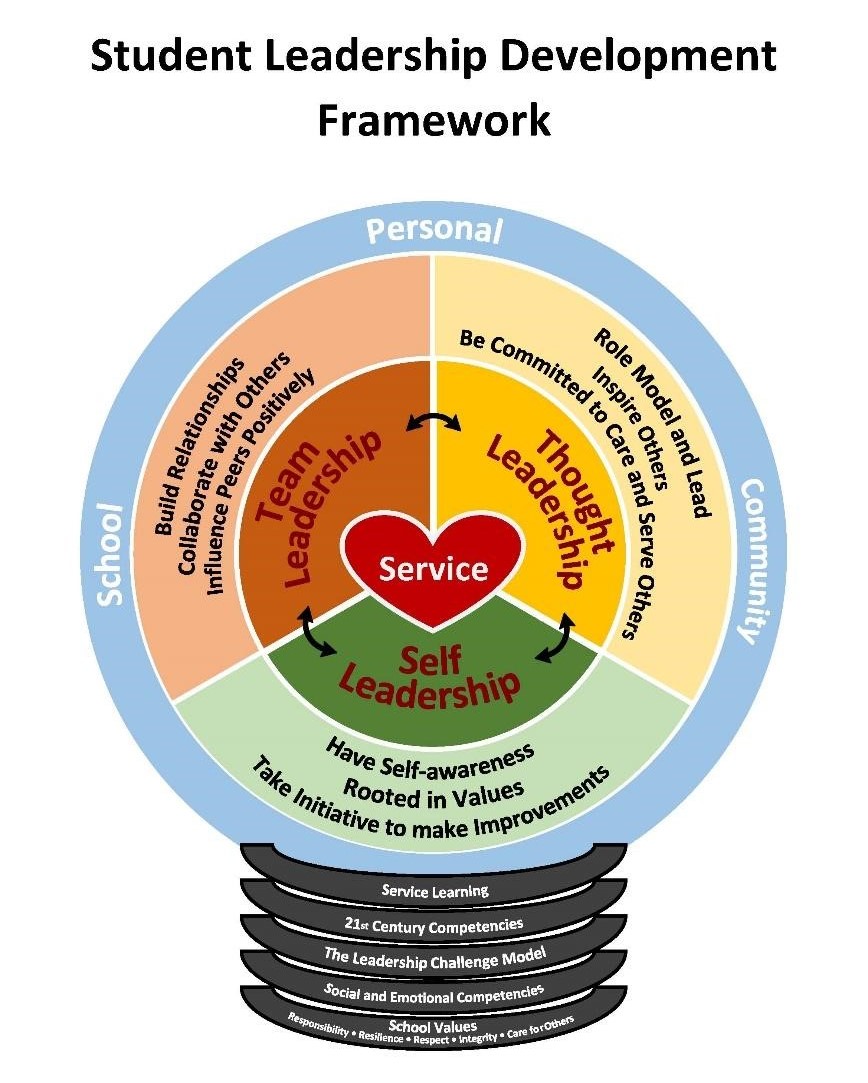 Student Leadership Development
Framework
Personal
School
Community
Build Relationships
Collaborate with Others
Influence Peers Positively
Role Model and Lead
Inspire Others
Be Committed to Care and Serve Others
Team
Leadership
Thought
Leadership
Service
Self
Leadership
Have Self-awareness
Rooted in Values
Take Initiative to make Improvements
Service Learning
21st Century Competencies
The Leadership Challenge Model
Social and Emotional Competencies
School Values
Responsibility • Resilience • Respect • Integrity • Care for Others